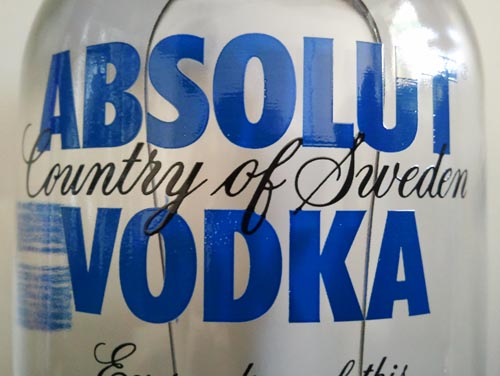 ABSOLUT
Country of Sweden
VODKA